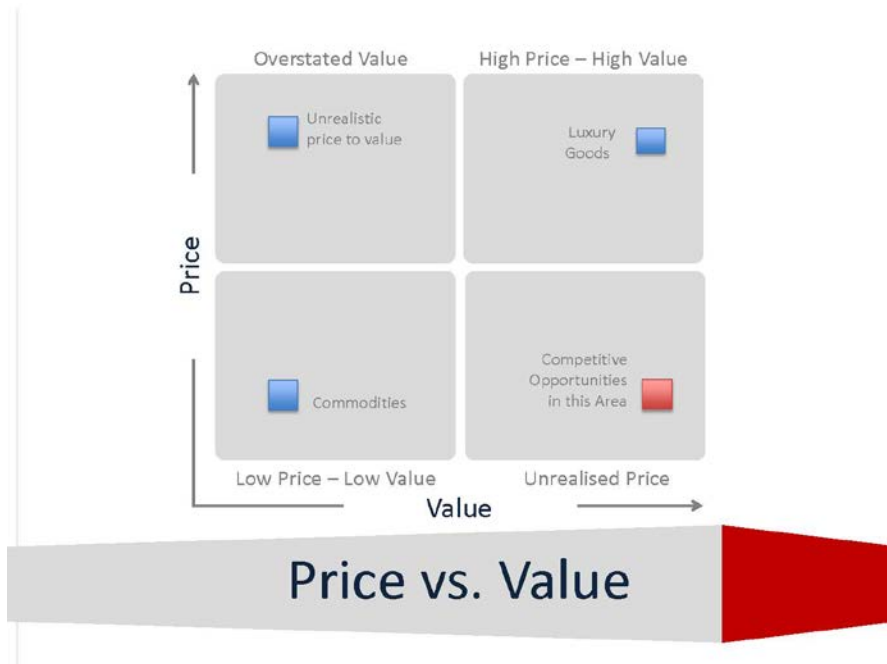 Overstated Value
High Price – High Value
Unrealistic
price to value
Luxury
Goods
Price
Commodities
Competitive
Opportunities
in this Area
Low Price – Low Value
Unrealised Price
Value
Price vs. Value